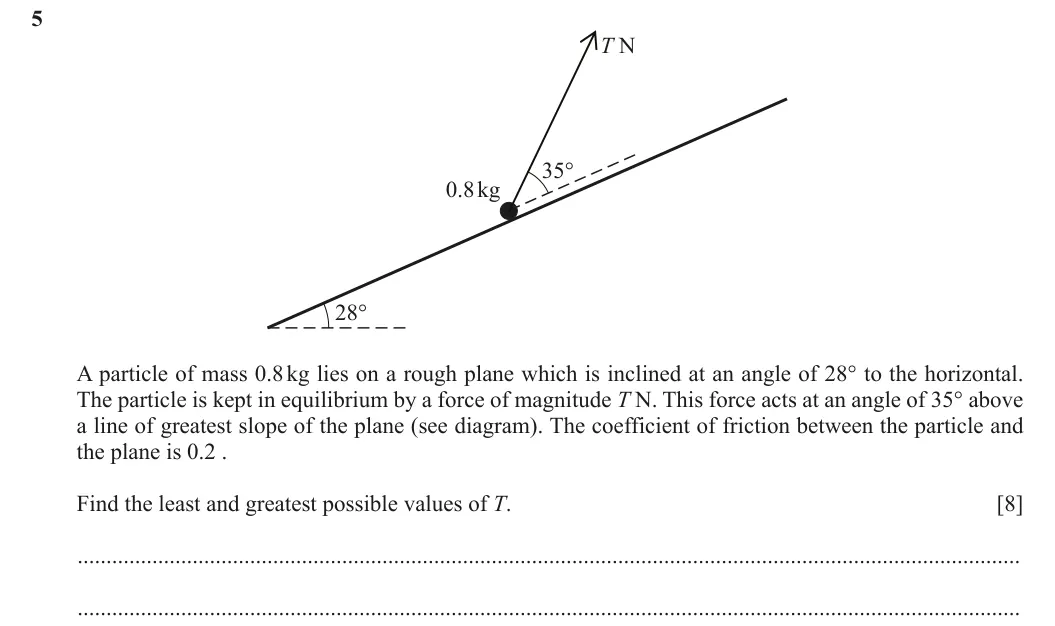 5
T N
35°
0.8 kg
28°
A particle of mass 0.8 kg lies on a rough plane which is inclined at an angle of 28° to the horizontal.
The particle is kept in equilibrium by a force of magnitude T N. This force acts at an angle of 35° above
a line of greatest slope of the plane (see diagram). The coefficient of friction between the particle and
the plane is 0.2 .
Find the least and greatest possible values of T. [8]